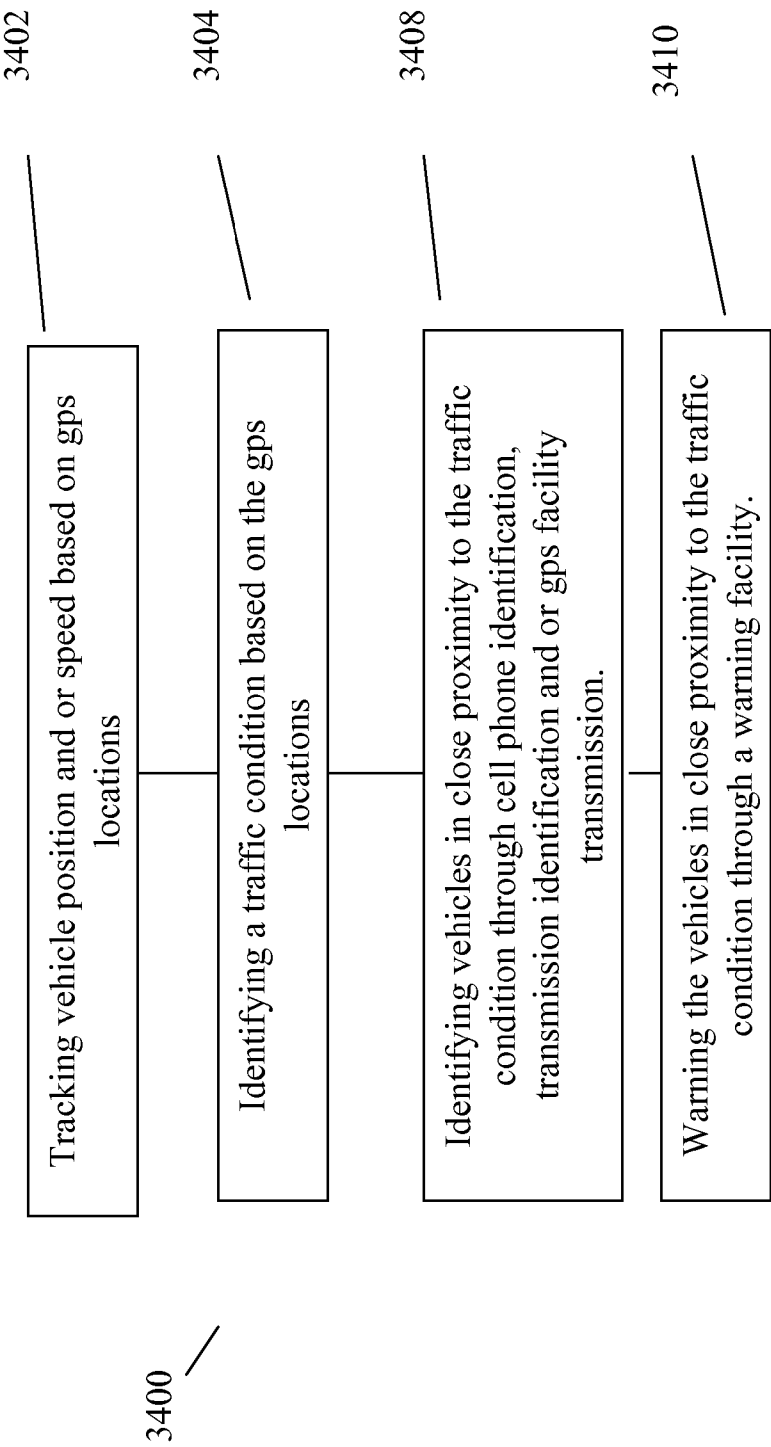 3400
Tracking vehicle position and or speed based on gps
locations
3402
Identifying a traffic condition based on the gps
locations
3404
Identifying vehicles in close proximity to the traffic
condition through cell phone identification,
transmission identification and or gps facility
transmission.
3408
Warning the vehicles in close proximity to the traffic
condition through a warning facility.
3410